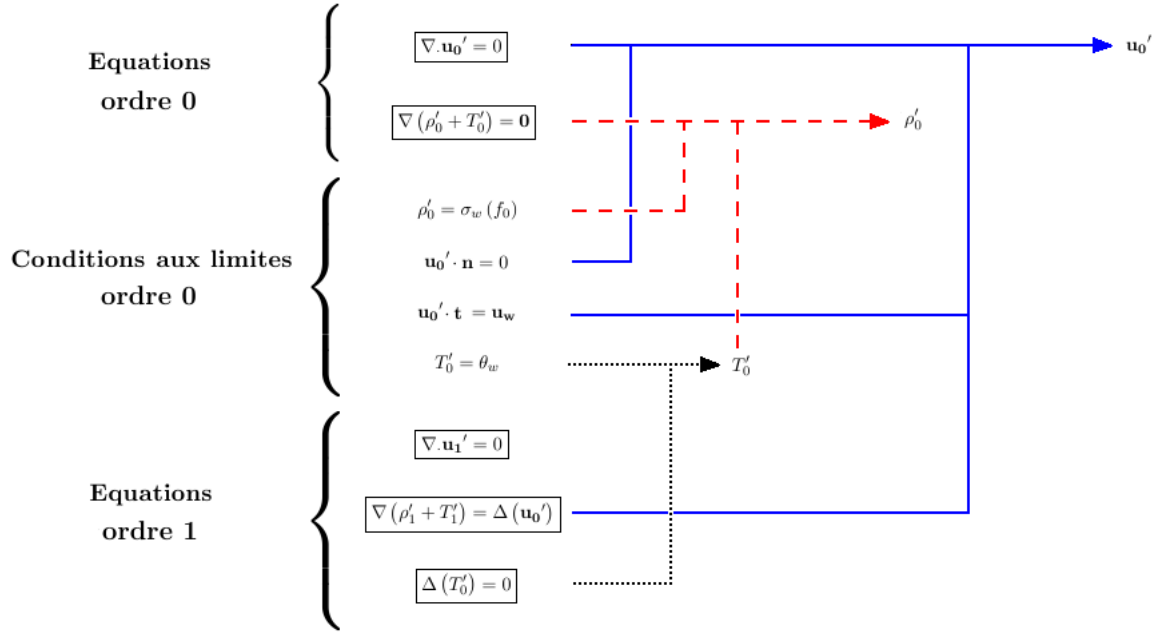 Equations
ordre 0
∇.u₀′ = 0
u₀′
∇(ρ′₀ + T′₀) = 0
ρ′₀
Conditions aux limites
ordre 0
ρ′₀ = σ_w (f₀)
u₀′ · n = 0
u₀′ · t = u_w
T′₀ = θ_w
T′₀
Equations
ordre 1
∇.u₁′ = 0
∇(ρ′₁ + T′₁) = Δ(u₀′)
Δ(T′₀) = 0